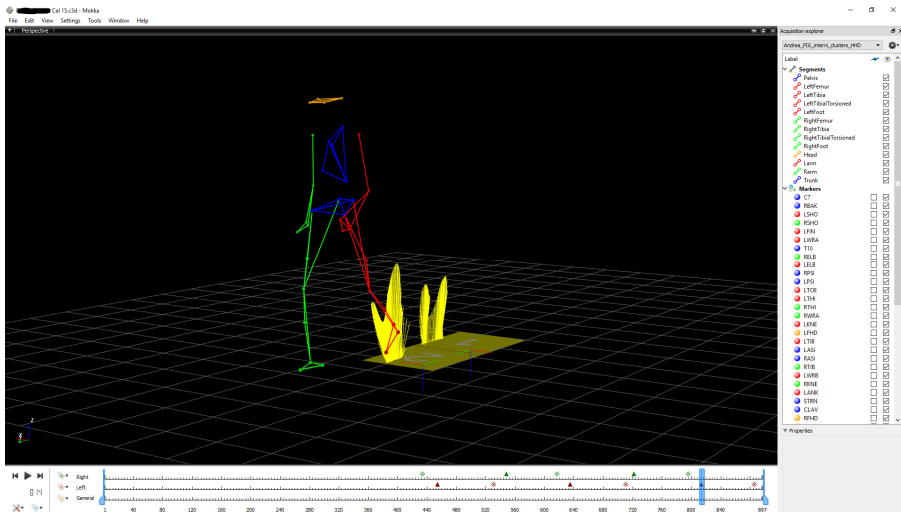 Cal 15.c3d - Mokka
File Edit View Settings Tools Window Help
Perspective
Acquisition explorer
Andrea_PIG_interni_clusters_HHD
Label
Segments
Pelvis
LeftFemur
LeftTibia
LeftTibialTorsioned
LeftFoot
RightFemur
RightTibia
RightTibialTorsioned
RightFoot
Head
Larm
Rarm
Trunk
Markers
C7
RBAK
LSHO
RSHO
LFIN
LWRA
T10
RELB
LELB
RPSI
LPSI
LTOE
LTHI
RTHI
RWRA
LKNE
LFHD
LTIB
LASI
RASI
RTIB
LWRB
RKNE
LANK
STRN
CLAV
RFHD
Properties
Z
Right
Left
General
814
1 40 80 120 160 200 240 280 320 360 400 440 480 520 560 600 640 680 720 760 800 840 897